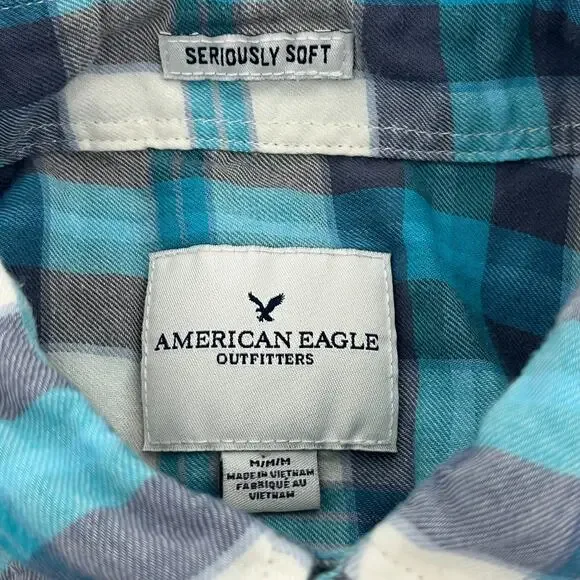 SERIOUSLY SOFT
AMERICAN EAGLE
OUTFITTERS
M/M/M
MADE IN VIETNAM
FABRIQUÉ AU
VIETNAM